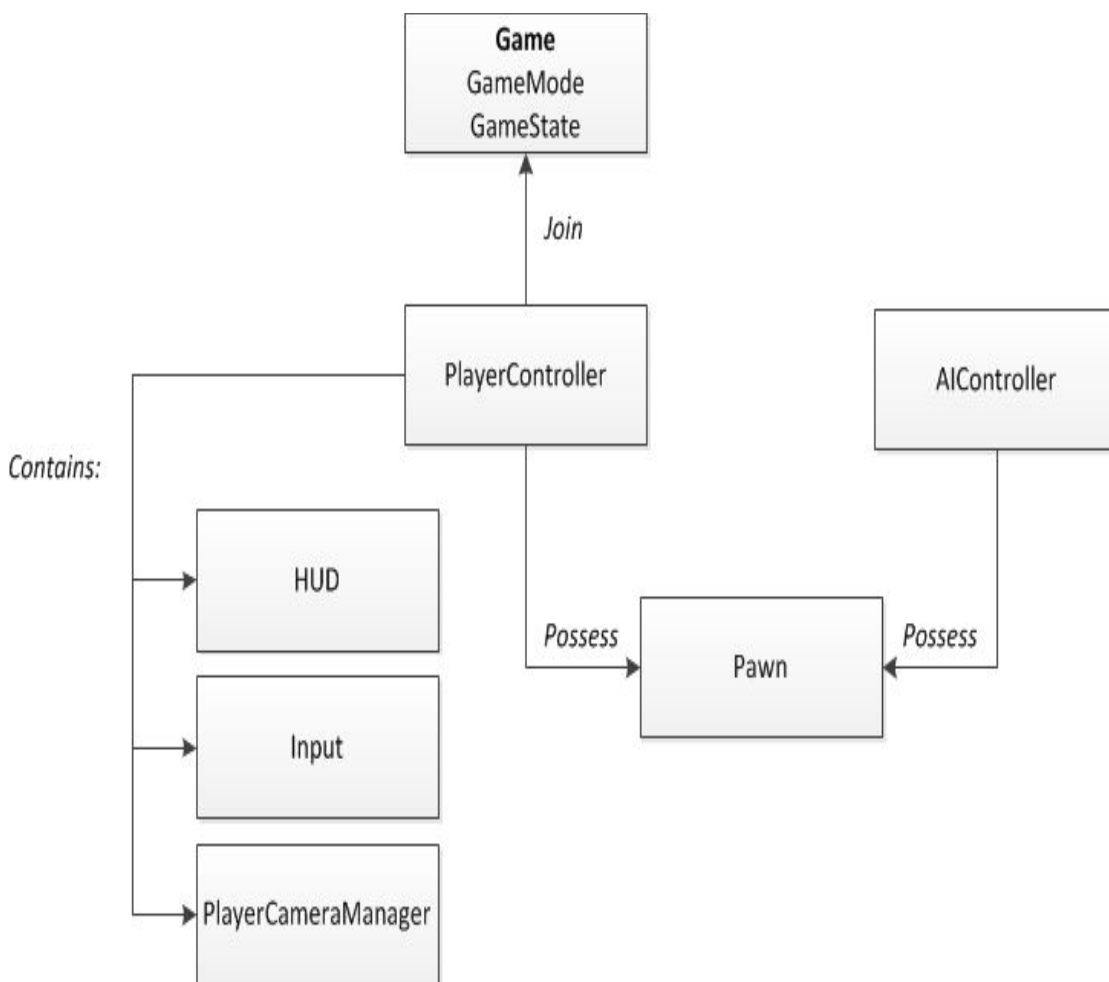 Game
GameMode
GameState
Join
PlayerController
AIController
Contains:
HUD
Possess
Pawn
Possess
Input
PlayerCameraManager